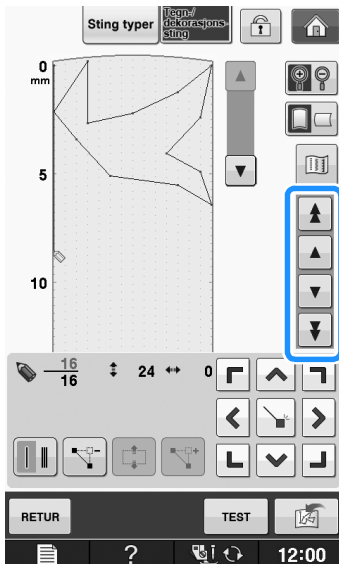 Sting typer
Tegn-/
dekorasjons-
sting
0
mm
5
10
16
16
24
0
RETUR
TEST
?
12:00